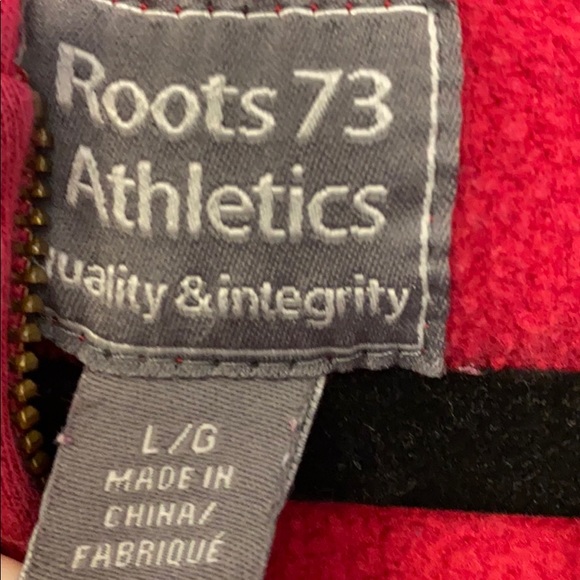 Roots 73
Athletics
uality & integrity
L/G
MADE IN
CHINA/
FABRIQUÉ